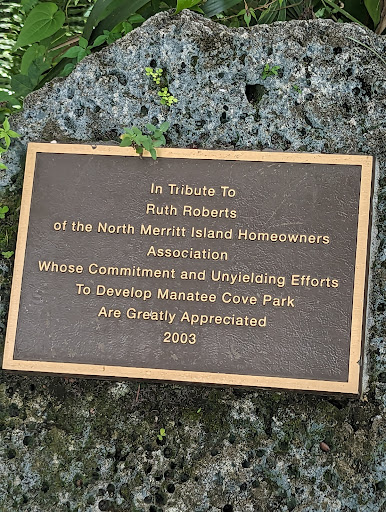 In Tribute To
Ruth Roberts
of the North Merritt Island Homeowners
Association
Whose Commitment and Unyielding Efforts
To Develop Manatee Cove Park
Are Greatly Appreciated
2003